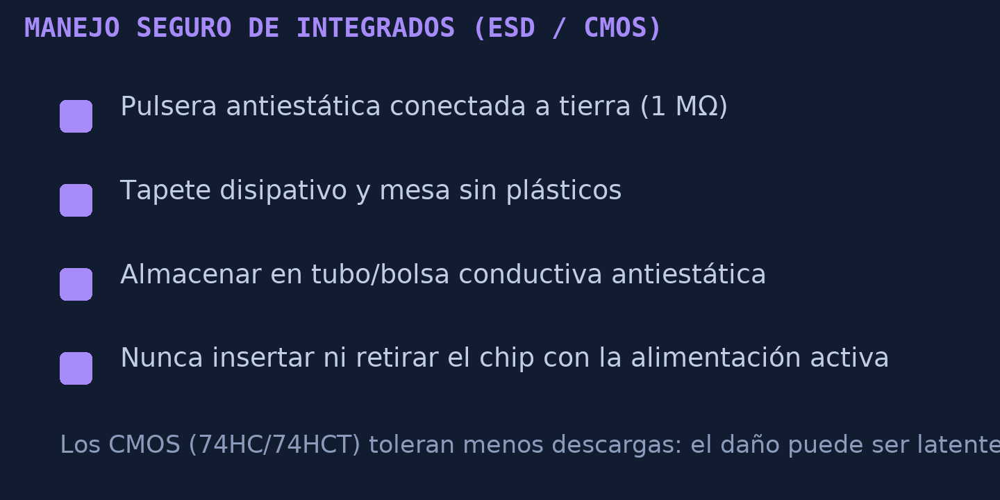 MANEJO SEGURO DE INTEGRADOS (ESD / CMOS)
Pulsera antiestática conectada a tierra (1 MΩ)
Tapete disipativo y mesa sin plásticos
Almacenar en tubo/bolsa conductiva antiestática
Nunca insertar ni retirar el chip con la alimentación activa
Los CMOS (74HC/74HCT) toleran menos descargas: el daño puede ser latente